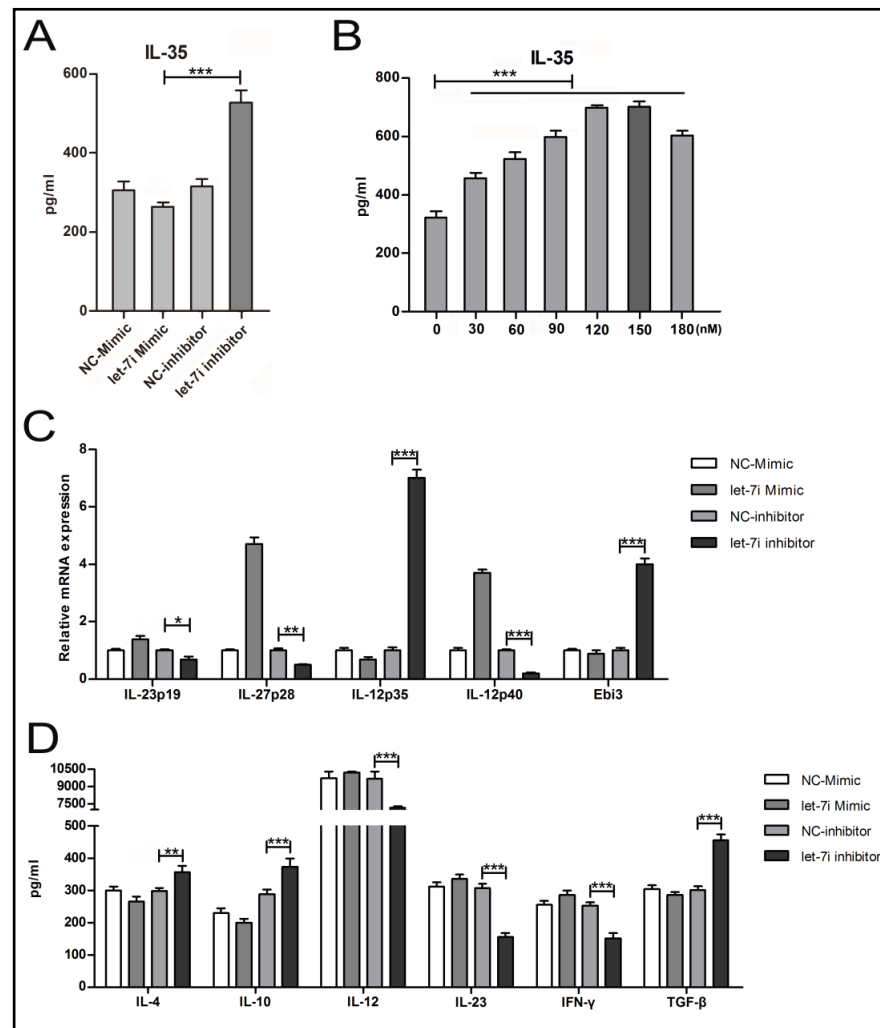 A
IL-35
***
600
400
200
0
pg/ml
NC-Mimic
let-7i Mimic
NC-inhibitor
let-7i inhibitor
B
IL-35
***
800
600
400
200
0
pg/ml
0 30 60 90 120 150 180(nM)
C
8
6
4
2
0
Relative mRNA expression
* ** *** *** ***
IL-23p19 IL-27p28 IL-12p35 IL-12p40 Ebi3
NC-Mimic
let-7i Mimic
NC-inhibitor
let-7i inhibitor
D
10500
9000
7500
500
400
300
200
100
0
pg/ml
** *** *** *** *** ***
IL-4 IL-10 IL-12 IL-23 IFN-γ TGF-β
NC-Mimic
let-7i Mimic
NC-inhibitor
let-7i inhibitor